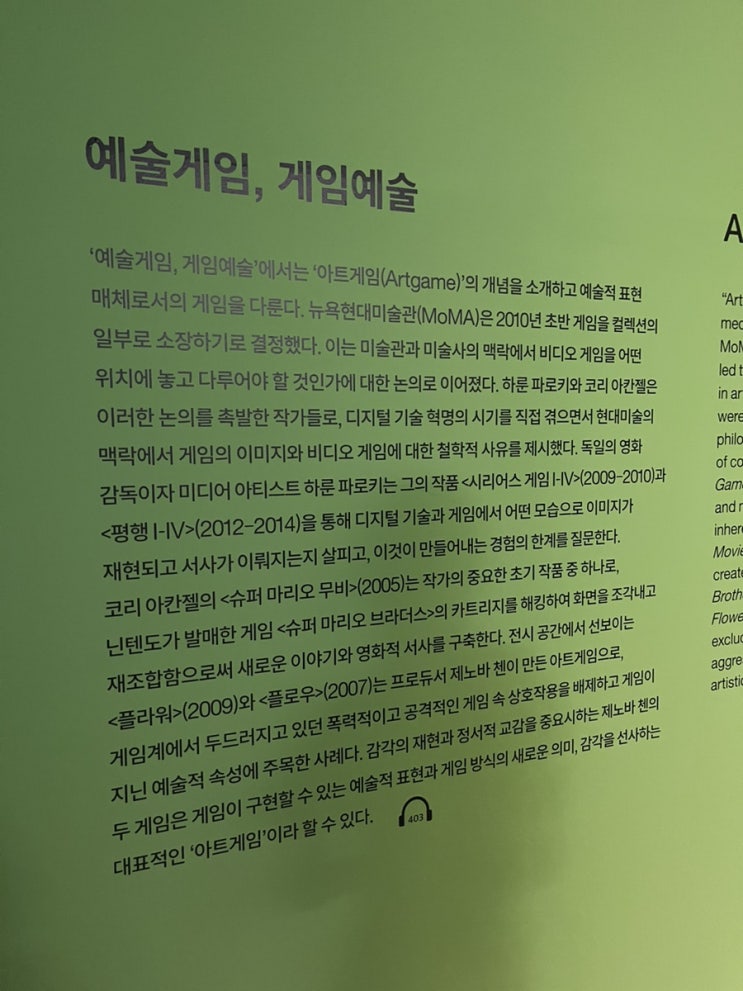 예술게임, 게임예술
‘예술게임, 게임예술’에서는 ‘아트게임(Artgame)’의 개념을 소개하고 예술적 표현
매체로서의 게임을 다룬다. 뉴욕현대미술관(MoMA)은 2010년 초반 게임을 컬렉션의
일부로 소장하기로 결정했다. 이는 미술관과 미술사의 맥락에서 비디오 게임을 어떤
위치에 놓고 다루어야 할 것인가에 대한 논의로 이어졌다. 하룬 파로키와 코리 아칸젤은
이러한 논의를 촉발한 작가들로, 디지털 기술 혁명의 시기를 직접 겪으면서 현대미술의
맥락에서 게임의 이미지와 비디오 게임에 대한 철학적 사유를 제시했다. 독일의 영화
감독이자 미디어 아티스트 하룬 파로키는 그의 작품 <시리어스 게임 I-IV>(2009-2010)과
<평행 I-IV>(2012-2014)을 통해 디지털 기술과 게임에서 어떤 모습으로 이미지가
재현되고 서사가 이뤄지는지 살피고, 이것이 만들어내는 경험의 한계를 질문한다.
코리 아칸젤의 <슈퍼 마리오 무비>(2005)는 작가의 중요한 초기 작품 중 하나로,
닌텐도가 발매한 게임 <슈퍼 마리오 브라더스>의 카트리지를 해킹하여 화면을 조각내고
재조합함으로써 새로운 이야기와 영화적 서사를 구축한다. 전시 공간에서 선보이는
<플라워>(2009)와 <플로우>(2007)는 프로듀서 제노바 첸이 만든 아트게임으로,
게임계에서 두드러지고 있던 폭력적이고 공격적인 게임 속 상호작용을 배제하고 게임이
지닌 예술적 속성에 주목한 사례다. 감각의 재현과 정서적 교감을 중요시하는 제노바 첸의
두 게임은 게임이 구현할 수 있는 예술적 표현과 게임 방식의 새로운 의미, 감각을 선사하는
대표적인 ‘아트게임’이라 할 수 있다.
403
A
“Art
med
MoM
led t
in ar
were
philo
of co
Game
and n
inhere
Movie
create
Broth
Flowe
exclud
aggre
artistic